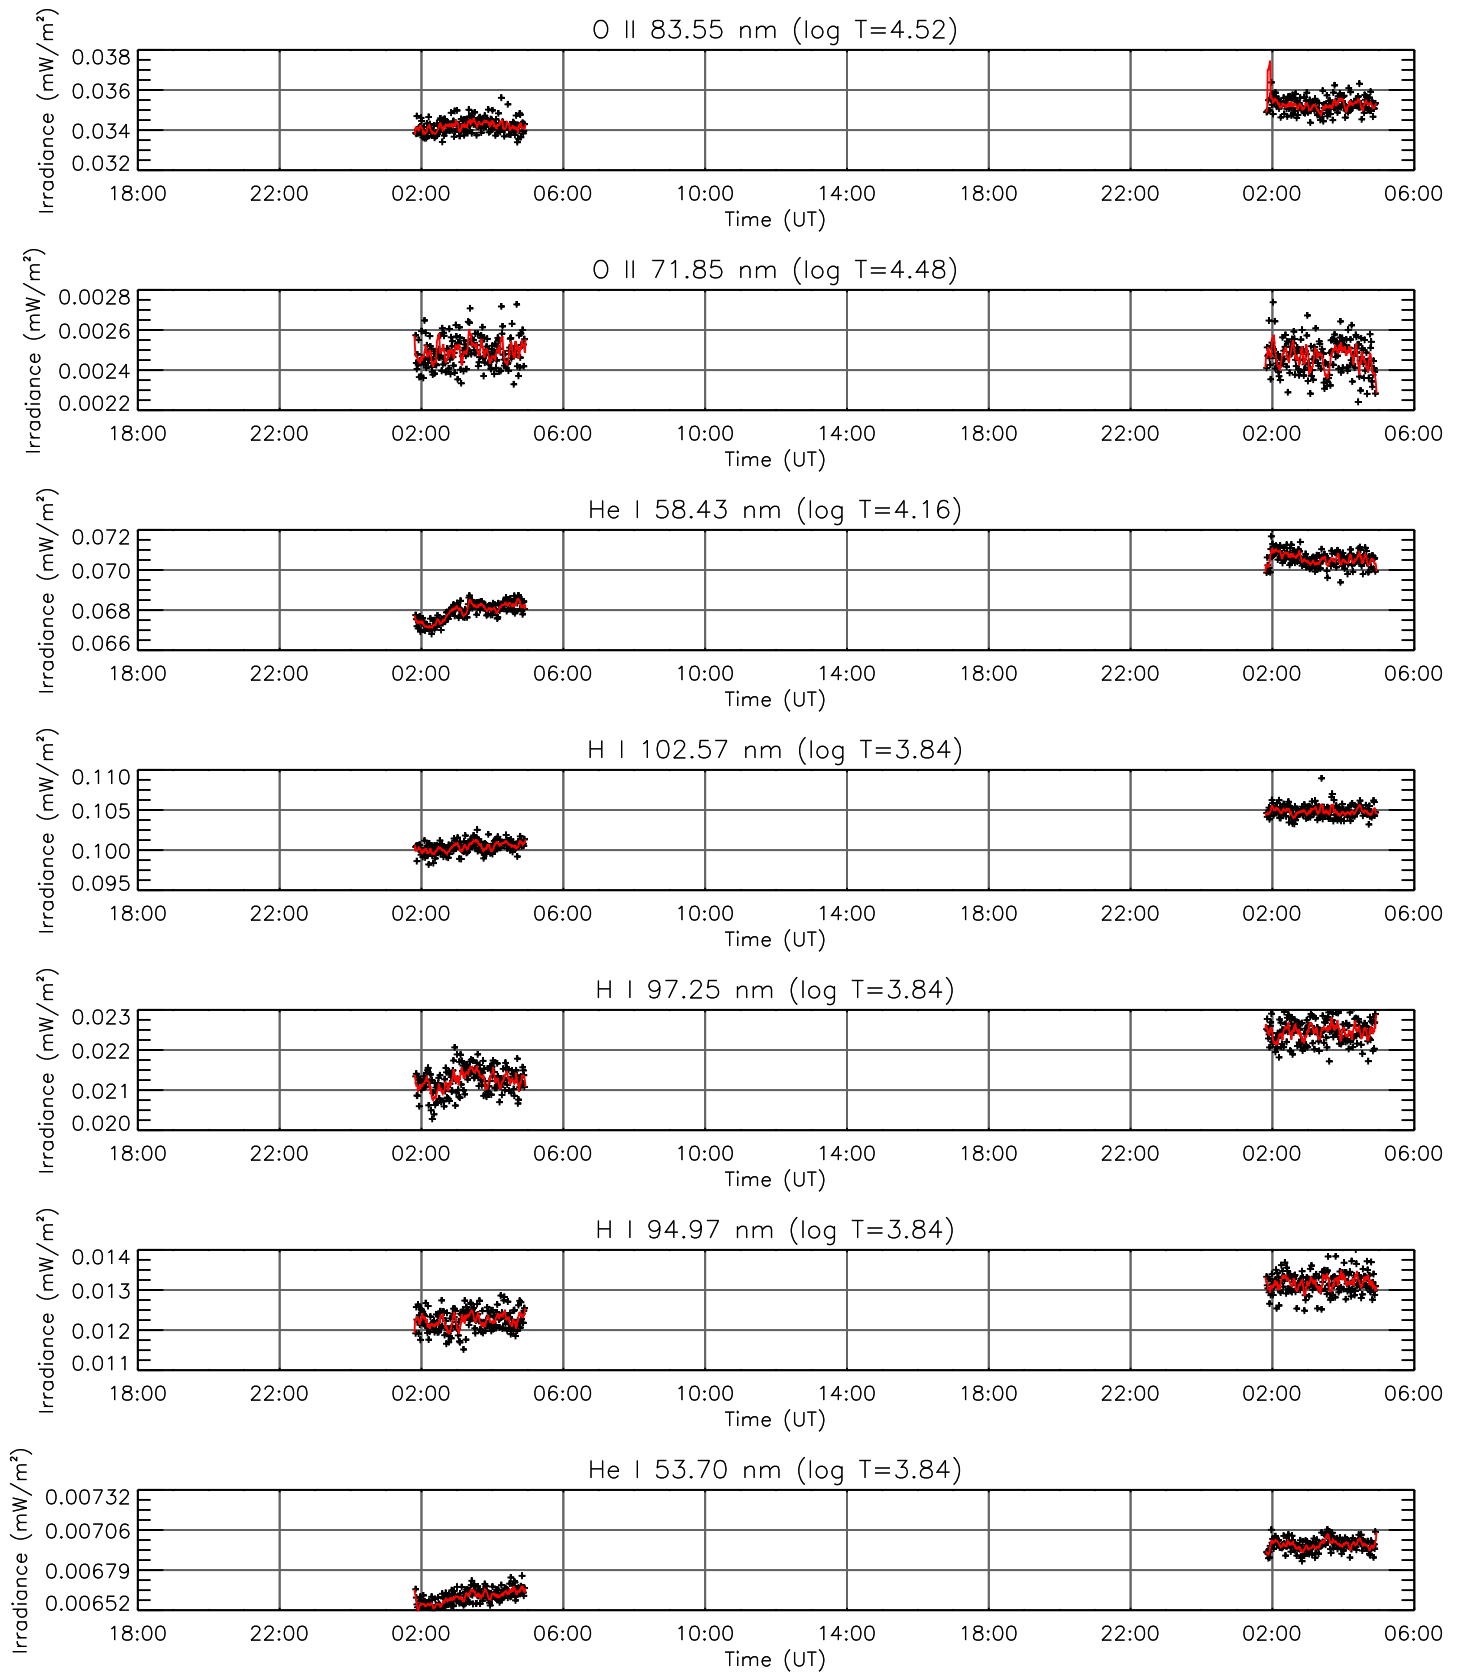 O II 83.55 nm (log T=4.52)
Irradiance (mW/m²)
0.038
0.036
0.034
0.032
18:00 22:00 02:00 06:00 10:00 14:00 18:00 22:00 02:00 06:00
Time (UT)
O II 71.85 nm (log T=4.48)
Irradiance (mW/m²)
0.0028
0.0026
0.0024
0.0022
18:00 22:00 02:00 06:00 10:00 14:00 18:00 22:00 02:00 06:00
Time (UT)
He I 58.43 nm (log T=4.16)
Irradiance (mW/m²)
0.072
0.070
0.068
0.066
18:00 22:00 02:00 06:00 10:00 14:00 18:00 22:00 02:00 06:00
Time (UT)
H I 102.57 nm (log T=3.84)
Irradiance (mW/m²)
0.110
0.105
0.100
0.095
18:00 22:00 02:00 06:00 10:00 14:00 18:00 22:00 02:00 06:00
Time (UT)
H I 97.25 nm (log T=3.84)
Irradiance (mW/m²)
0.023
0.022
0.021
0.020
18:00 22:00 02:00 06:00 10:00 14:00 18:00 22:00 02:00 06:00
Time (UT)
H I 94.97 nm (log T=3.84)
Irradiance (mW/m²)
0.014
0.013
0.012
0.011
18:00 22:00 02:00 06:00 10:00 14:00 18:00 22:00 02:00 06:00
Time (UT)
He I 53.70 nm (log T=3.84)
Irradiance (mW/m²)
0.00732
0.00706
0.00679
0.00652
18:00 22:00 02:00 06:00 10:00 14:00 18:00 22:00 02:00 06:00
Time (UT)